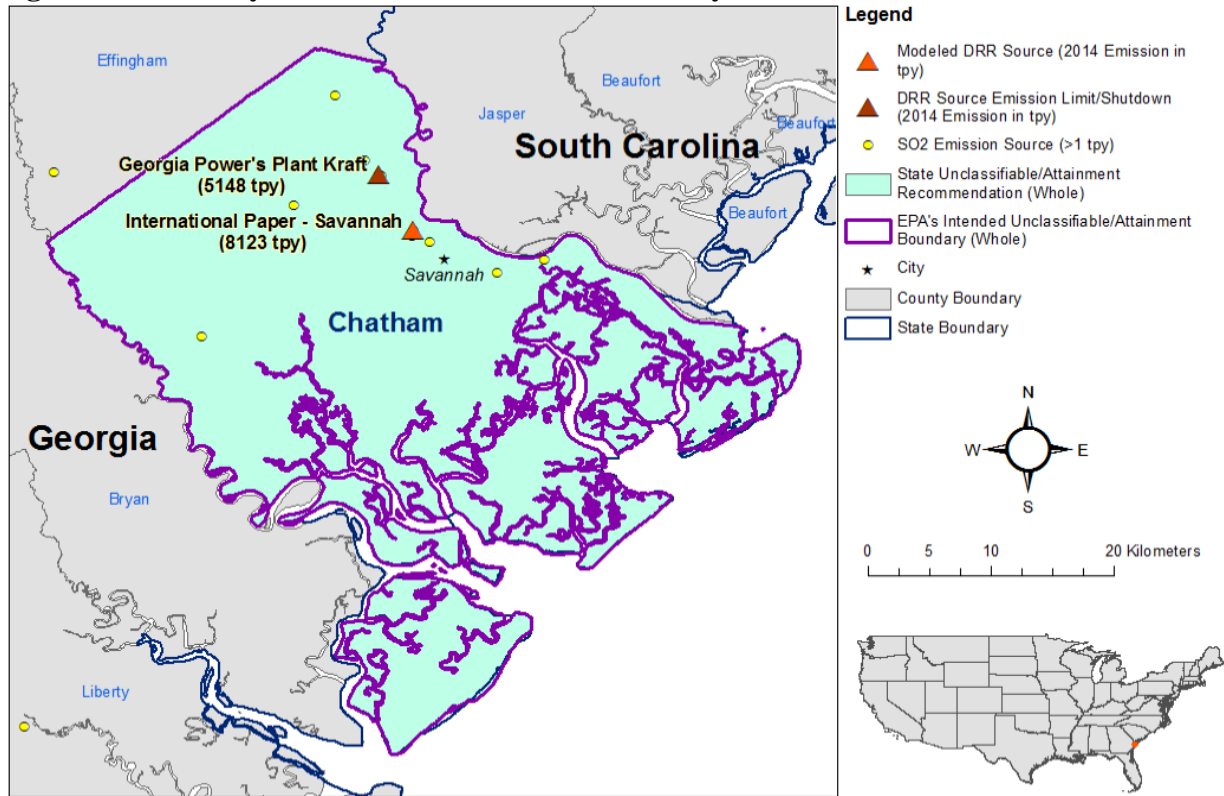 Effingham
Jasper
Beaufort
Beaufort
South Carolina
Georgia Power's Plant Kraft
(5148 tpy)
Beaufort
International Paper - Savannah
(8123 tpy)
Savannah
Chatham
Georgia
Bryan
Liberty
Legend
Modeled DRR Source (2014 Emission in
tpy)
DRR Source Emission Limit/Shutdown
(2014 Emission in tpy)
SO2 Emission Source (>1 tpy)
State Unclassifiable/Attainment
Recommendation (Whole)
EPA's Intended Unclassifiable/Attainment
Boundary (Whole)
City
County Boundary
State Boundary
N
W E
S
0 5 10 20 Kilometers